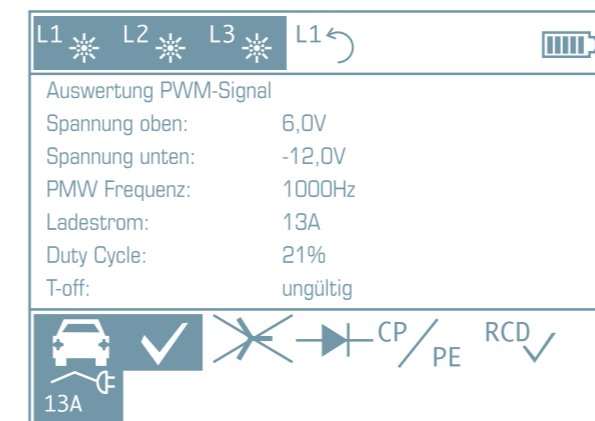 L1 L2 L3 L1
Auswertung PWM-Signal
Spannung oben: 6,0V
Spannung unten: -12,0V
PMW Frequenz: 1000Hz
Ladestrom: 13A
Duty Cycle: 21%
T-off: ungültig
CP/PE RCD
13A